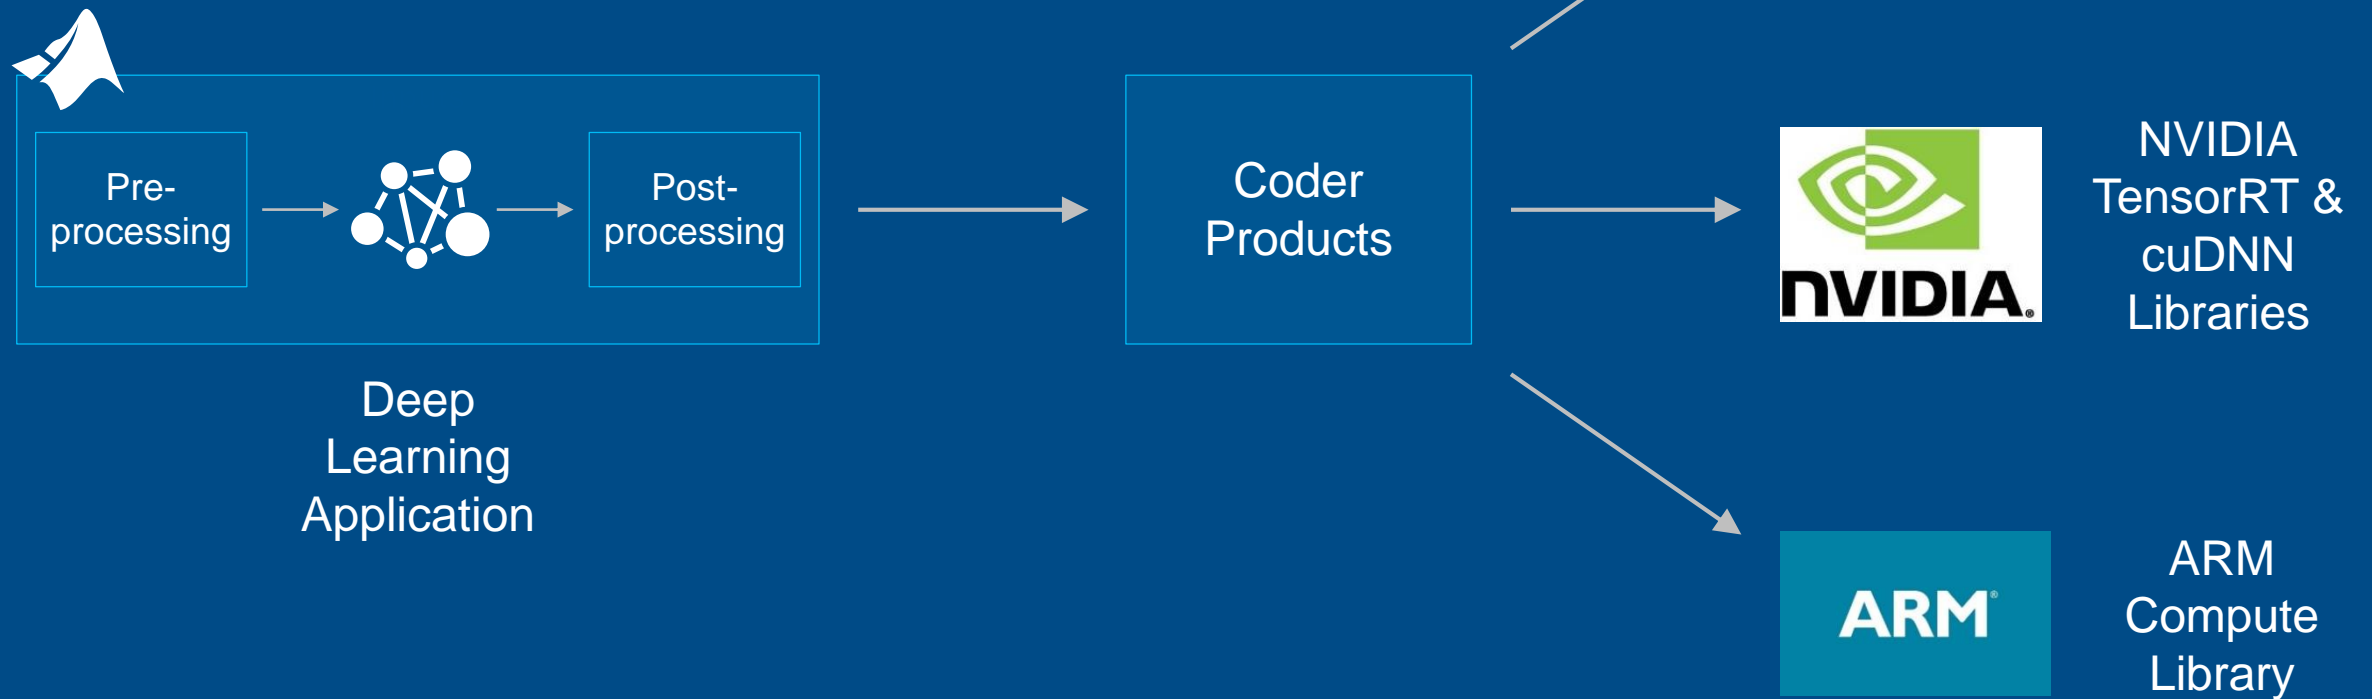 Pre-
processing
Post-
processing
Deep
Learning
Application
Coder
Products
NVIDIA.
NVIDIA
TensorRT &
cuDNN
Libraries
ARM®
ARM
Compute
Library